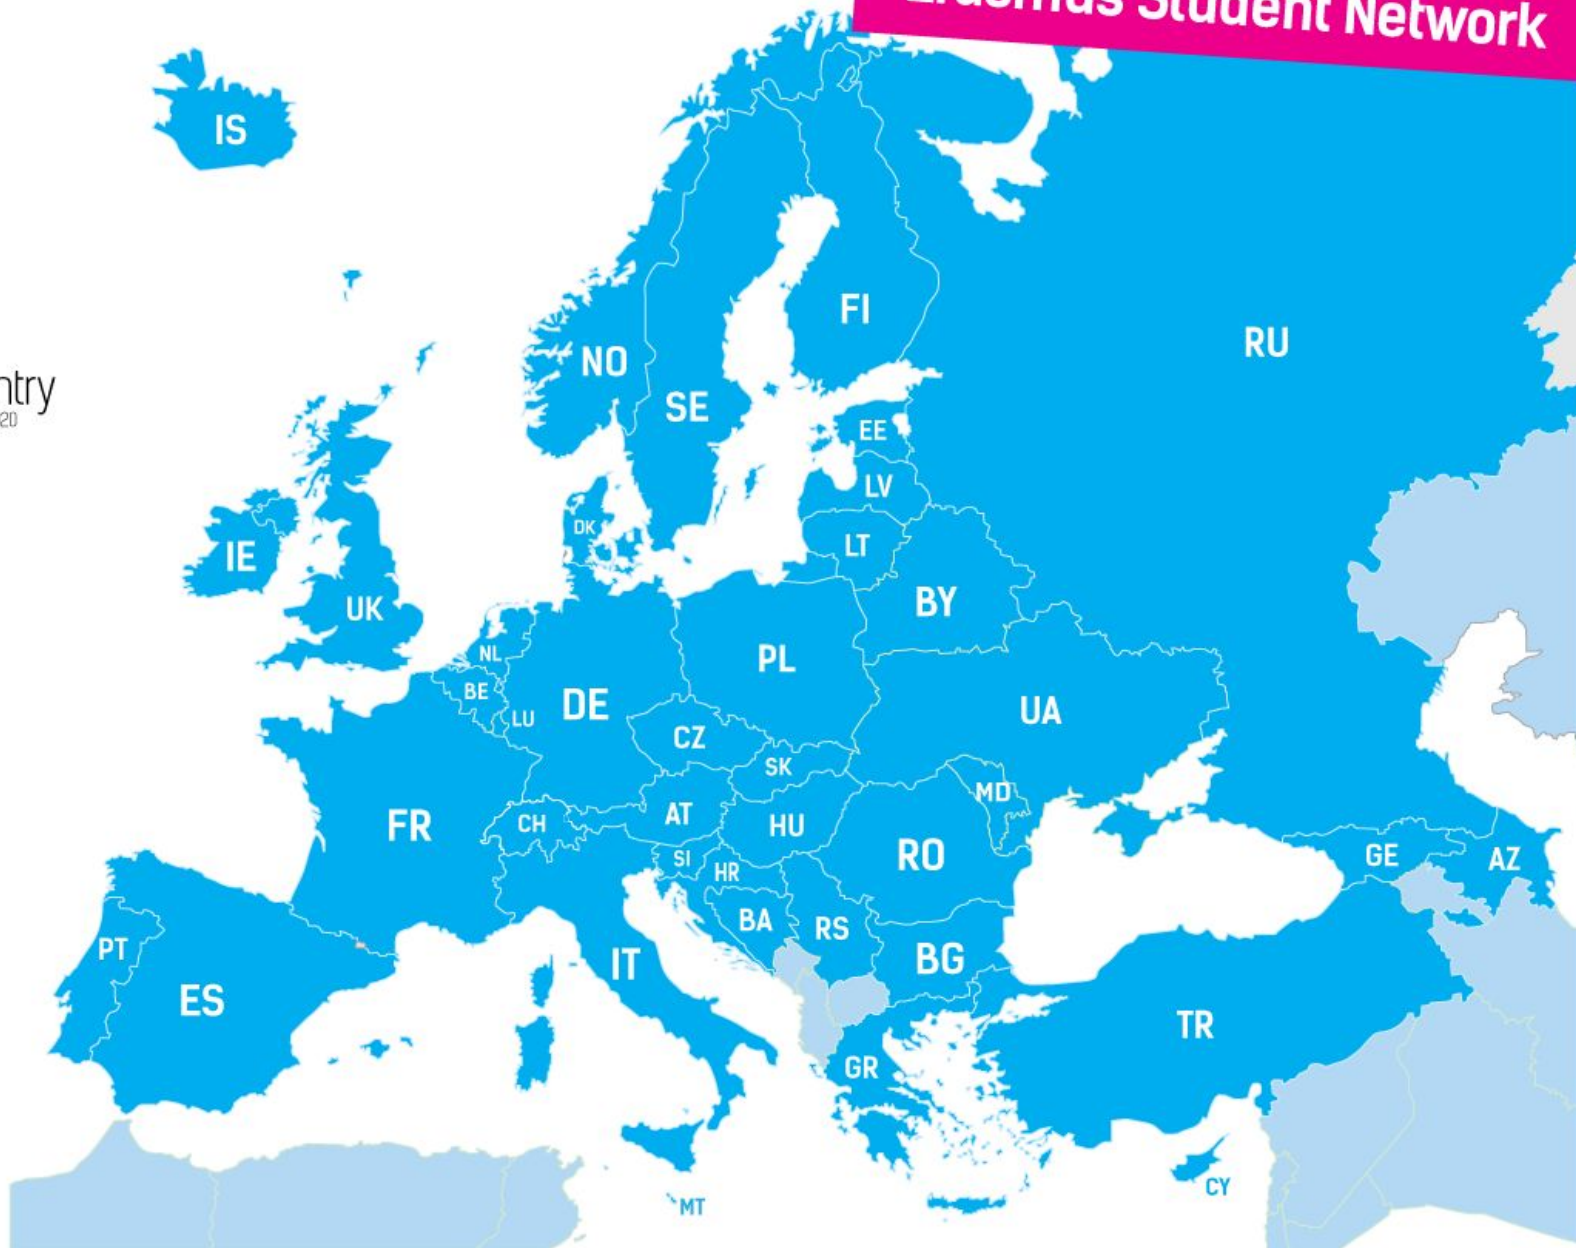 Erasmus Student Network
IS
FI
RU
NO
ntry
20
SE
EE
LV
DK
LT
IE
BY
UK
NL
PL
BE
DE
LU
UA
CZ
SK
MD
AT
CH
FR
HU
RO
GE
AZ
SI
HR
BA
RS
PT
BG
IT
ES
TR
GR
CY
MT